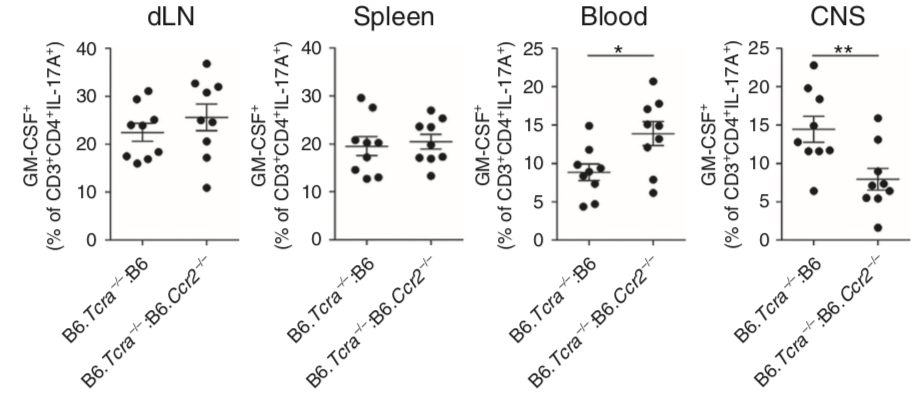 dLN
GM-CSF⁺
(% of CD3⁺CD4⁺IL-17A⁺)
40
30
20
10
0
B6.Tcra⁻/⁻:B6
B6.Tcra⁻/⁻:B6.Ccr2⁻/⁻
Spleen
GM-CSF⁺
(% of CD3⁺CD4⁺IL-17A⁺)
40
30
20
10
0
B6.Tcra⁻/⁻:B6
B6.Tcra⁻/⁻:B6.Ccr2⁻/⁻
Blood
GM-CSF⁺
(% of CD3⁺CD4⁺IL-17A⁺)
25
20
15
10
5
0
*
B6.Tcra⁻/⁻:B6
B6.Tcra⁻/⁻:B6.Ccr2⁻/⁻
CNS
GM-CSF⁺
(% of CD3⁺CD4⁺IL-17A⁺)
25
20
15
10
5
0
**
B6.Tcra⁻/⁻:B6
B6.Tcra⁻/⁻:B6.Ccr2⁻/⁻